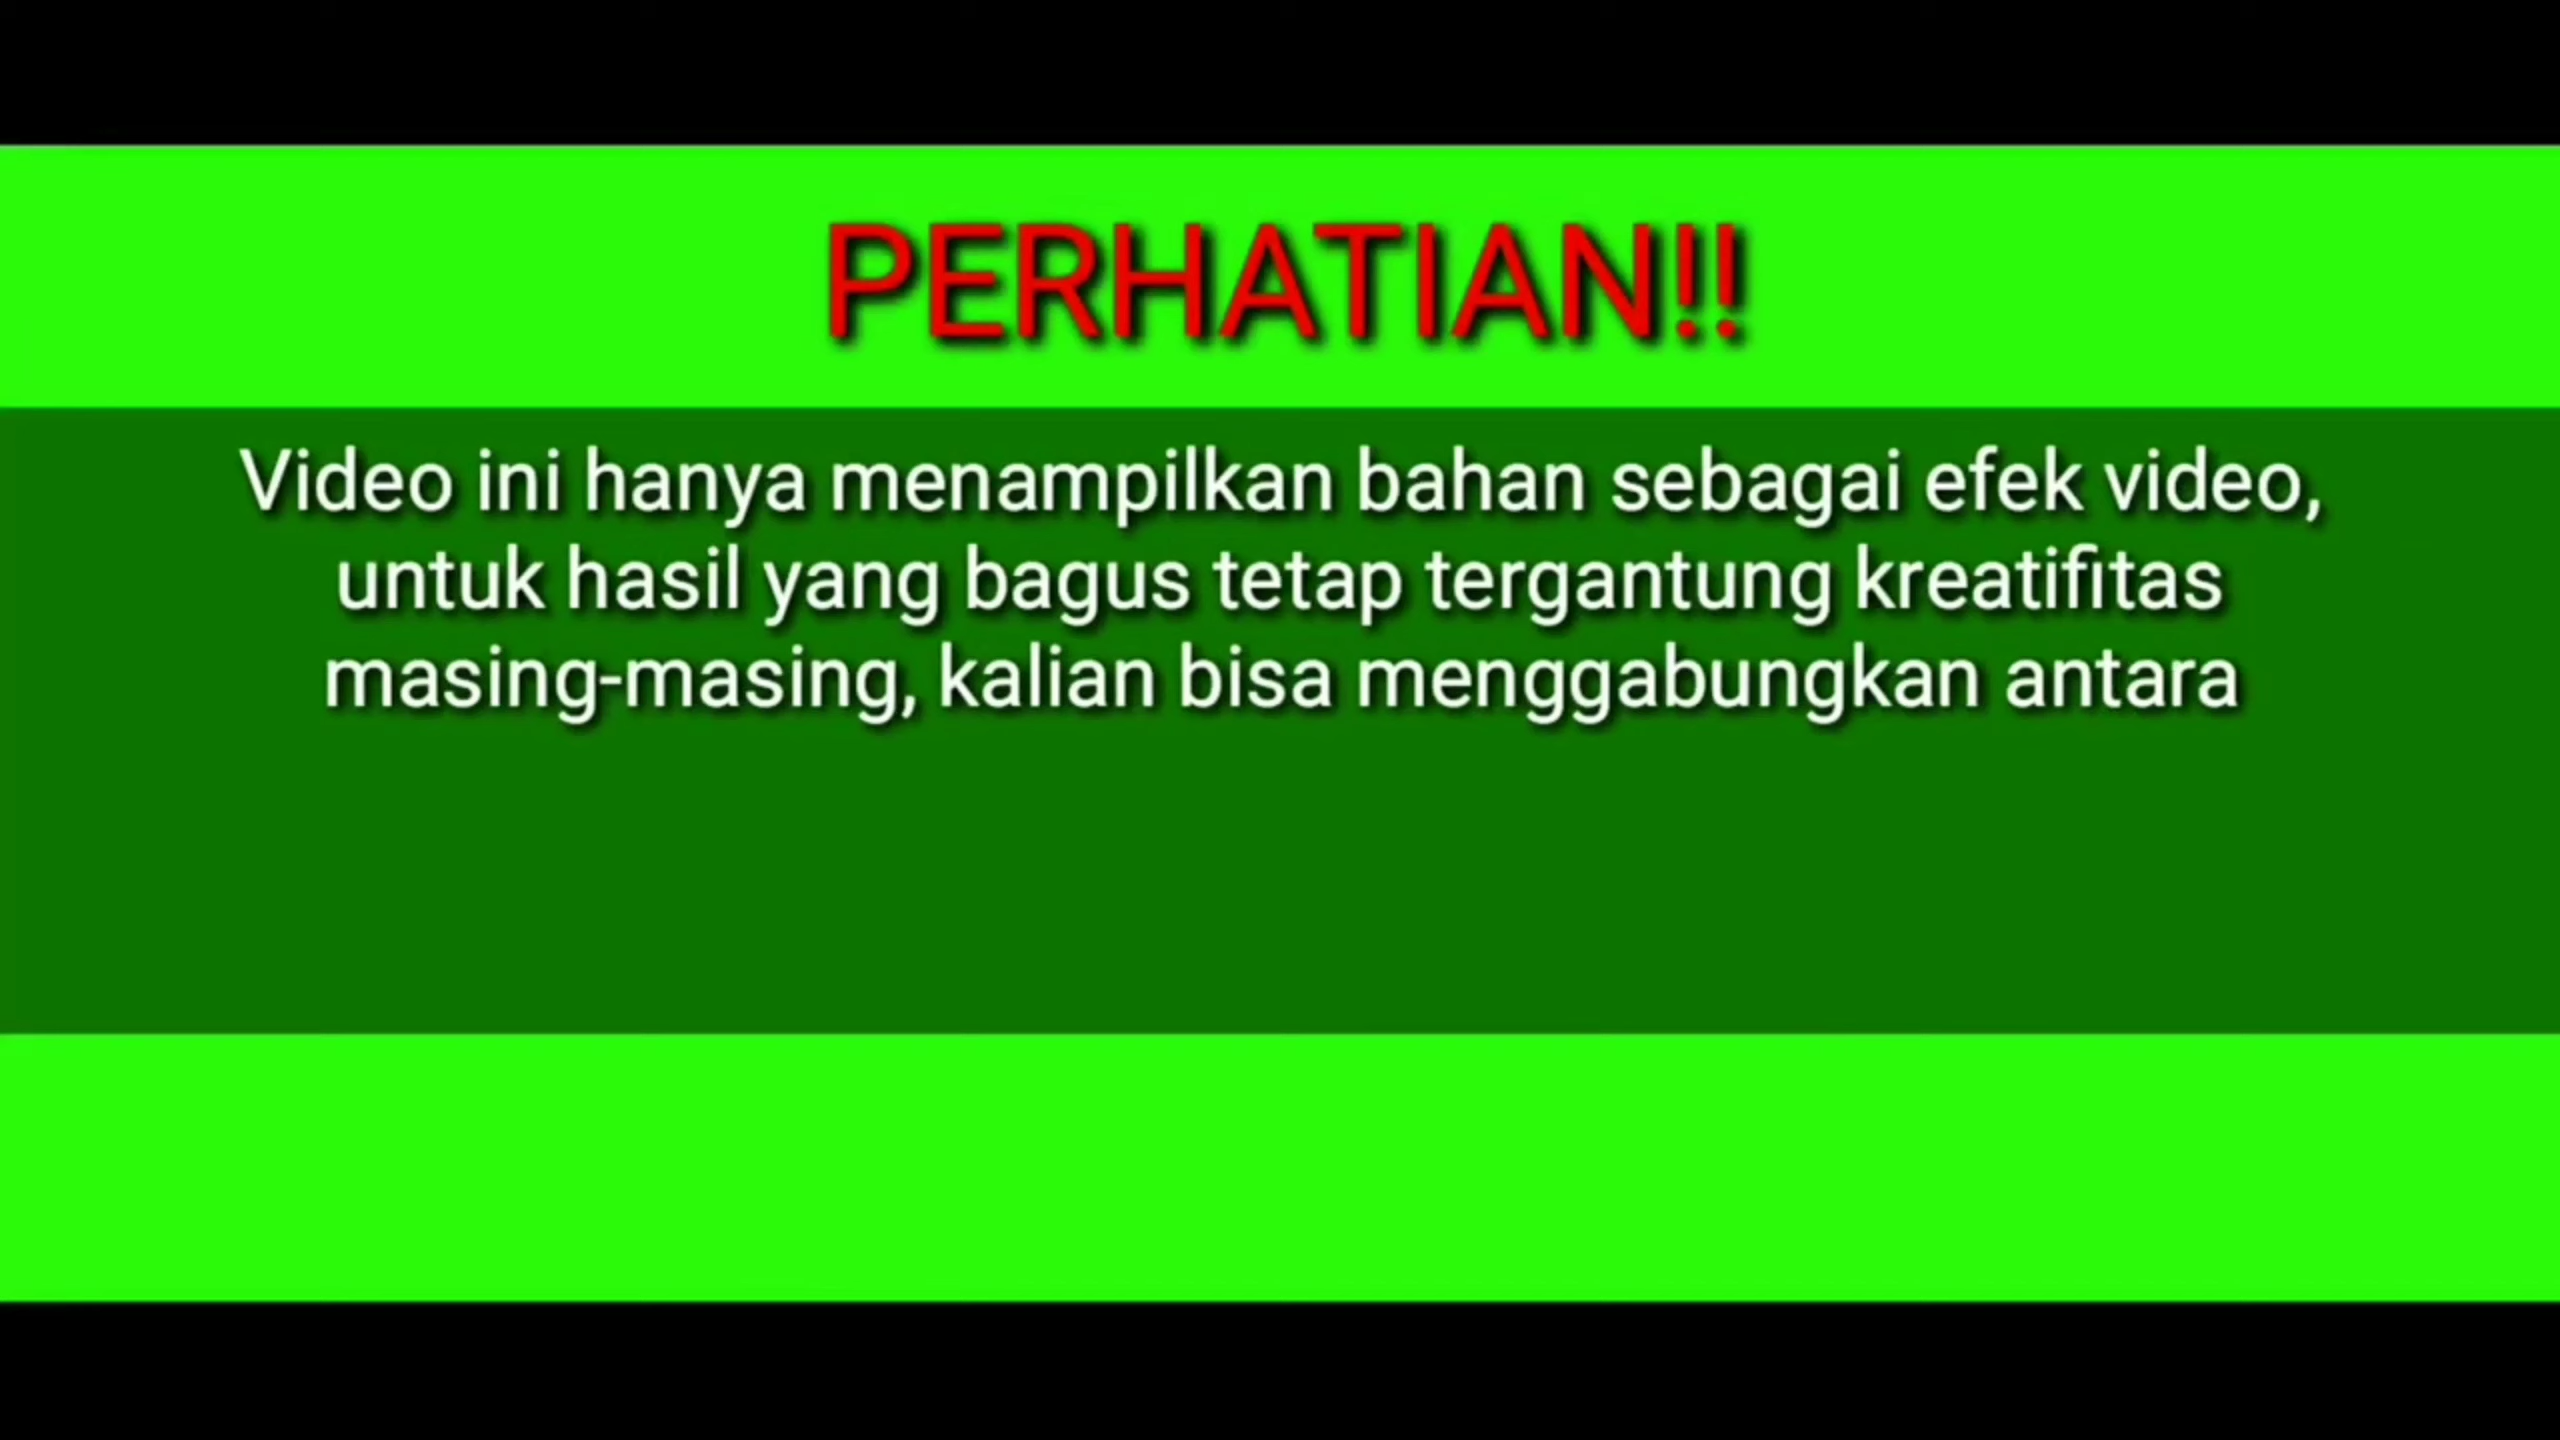 PERHATIAN!!
Video ini hanya menampilkan bahan sebagai efek video,
untuk hasil yang bagus tetap tergantung kreatifitas
masing-masing, kalian bisa menggabungkan antara